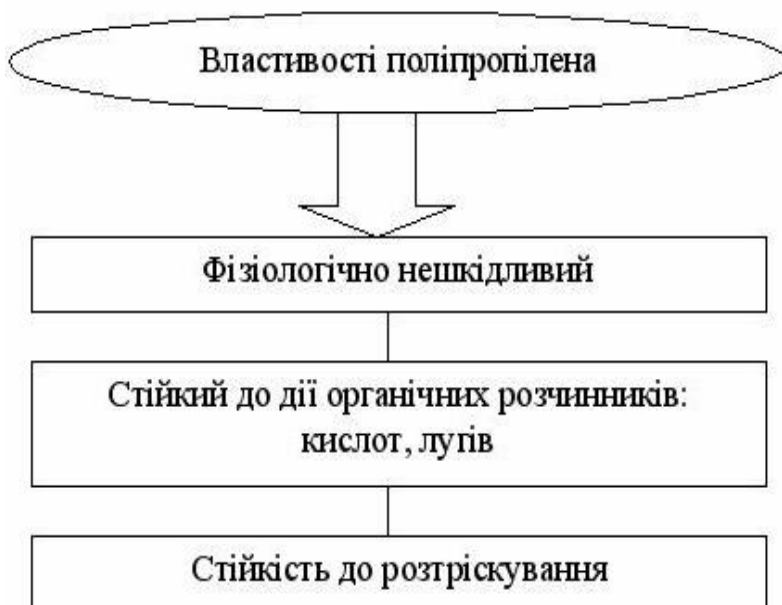 Властивості поліпропілена
Фізіологічно нешкідливий
Стійкий до дії органічних розчинників:
кислот, лугів
Стійкість до розтріскування